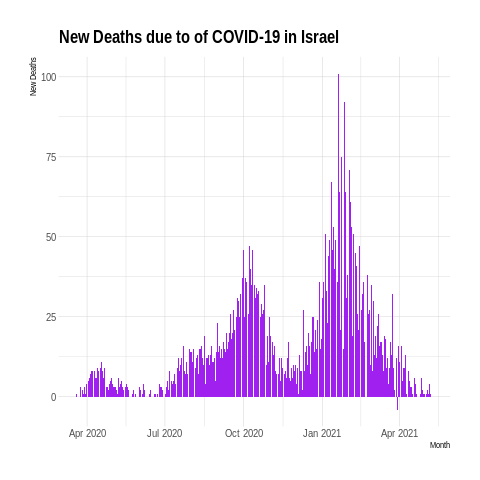 New Deaths due to of COVID-19 in Israel
New Deaths
100
75
50
25
0
Apr 2020 Jul 2020 Oct 2020 Jan 2021 Apr 2021
Month